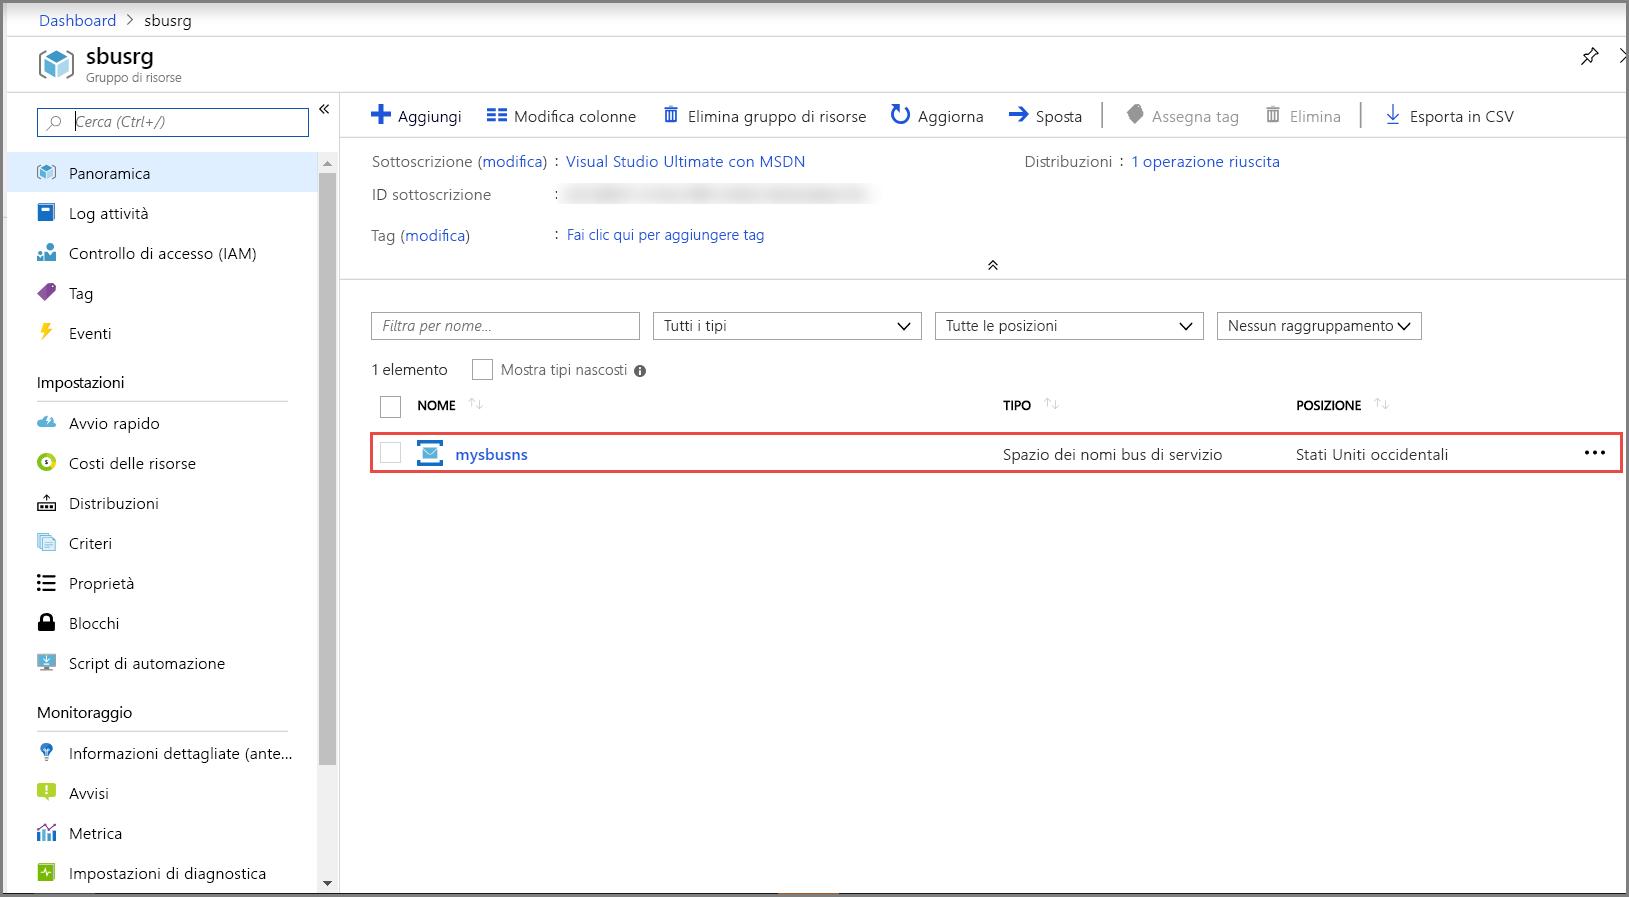 Dashboard > sbusrg
sbusrg
Gruppo di risorse
Cerca (Ctrl+/)
Panoramica
Log attività
Controllo di accesso (IAM)
Tag
Eventi
Impostazioni
Avvio rapido
Costi delle risorse
Distribuzioni
Criteri
Proprietà
Blocchi
Script di automazione
Monitoraggio
Informazioni dettagliate (ante...
Avvisi
Metrica
Impostazioni di diagnostica
Aggiungi Modifica colonne Elimina gruppo di risorse Aggiorna Sposta Assegna tag Elimina Esporta in CSV
Sottoscrizione (modifica) : Visual Studio Ultimate con MSDN Distribuzioni : 1 operazione riuscita
ID sottoscrizione :
Tag (modifica) : Fai clic qui per aggiungere tag
Filtra per nome... Tutti i tipi Tutte le posizioni Nessun raggruppamento
1 elemento Mostra tipi nascosti
NOME TIPO POSIZIONE
mysbusns Spazio dei nomi bus di servizio Stati Uniti occidentali